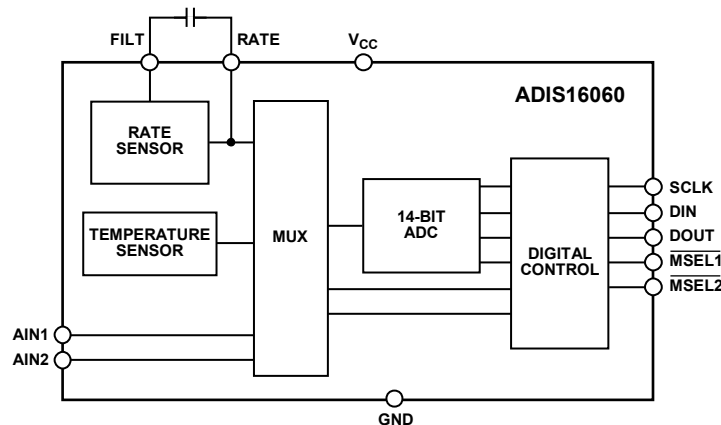 FILT
RATE
VCC
ADIS16060
RATE
SENSOR
TEMPERATURE
SENSOR
MUX
14-BIT
ADC
DIGITAL
CONTROL
SCLK
DIN
DOUT
MSEL1
MSEL2
AIN1
AIN2
GND